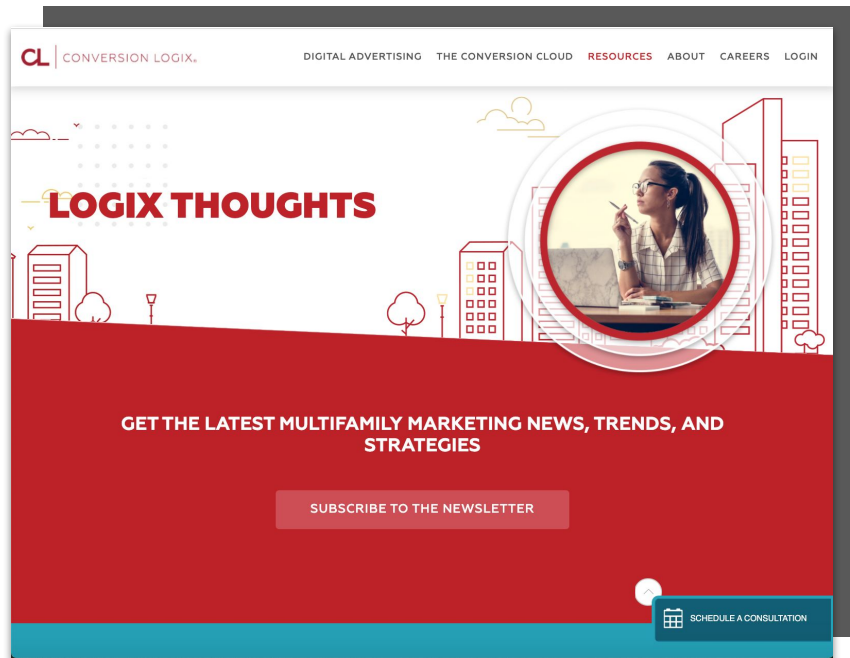 CL CONVERSION LOGIX®
DIGITAL ADVERTISING THE CONVERSION CLOUD RESOURCES ABOUT CAREERS LOGIN
LOGIX THOUGHTS
GET THE LATEST MULTIFAMILY MARKETING NEWS, TRENDS, AND
STRATEGIES
SUBSCRIBE TO THE NEWSLETTER
SCHEDULE A CONSULTATION